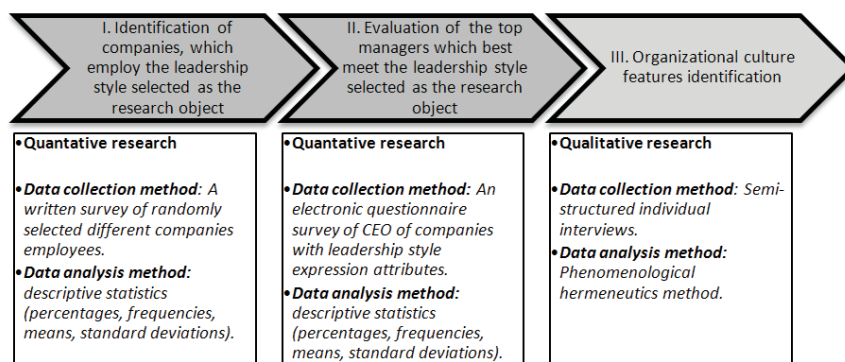 I. Identification of
companies, which
employ the leadership
style selected as the
research object
II. Evaluation of the top
managers which best
meet the leadership style
selected as the research
object
III. Organizational culture
features identification
•Quantative research
•Data collection method: A
written survey of randomly
selected different companies
employees.
•Data analysis method:
descriptive statistics
(percentages, frequencies,
means, standard deviations).
•Quantative research
•Data collection method: An
electronic questionnaire
survey of CEO of companies
with leadership style
expression attributes.
•Data analysis method:
descriptive statistics
(percentages, frequencies,
means, standard deviations).
•Qualitative research
•Data collection method: Semi-
structured individual
interviews.
•Data analysis method:
Phenomenological
hermeneutics method.